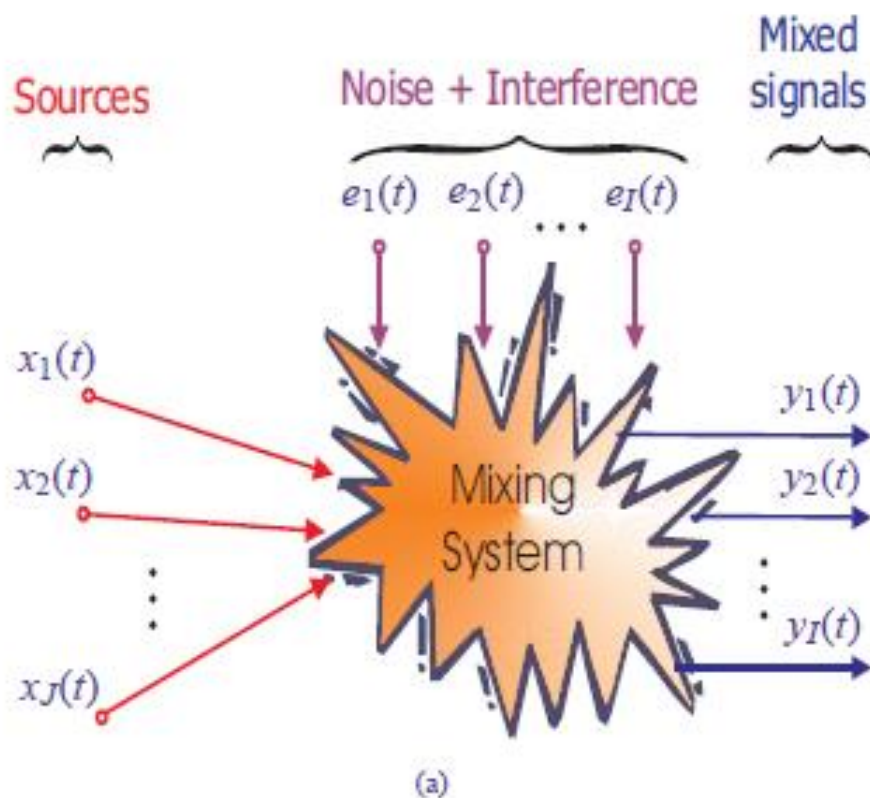 Sources
Noise + Interference
Mixed
signals
e1(t) e2(t) ... eI(t)
x1(t)
x2(t)
⋮
xJ(t)
Mixing
System
y1(t)
y2(t)
⋮
yI(t)
(a)